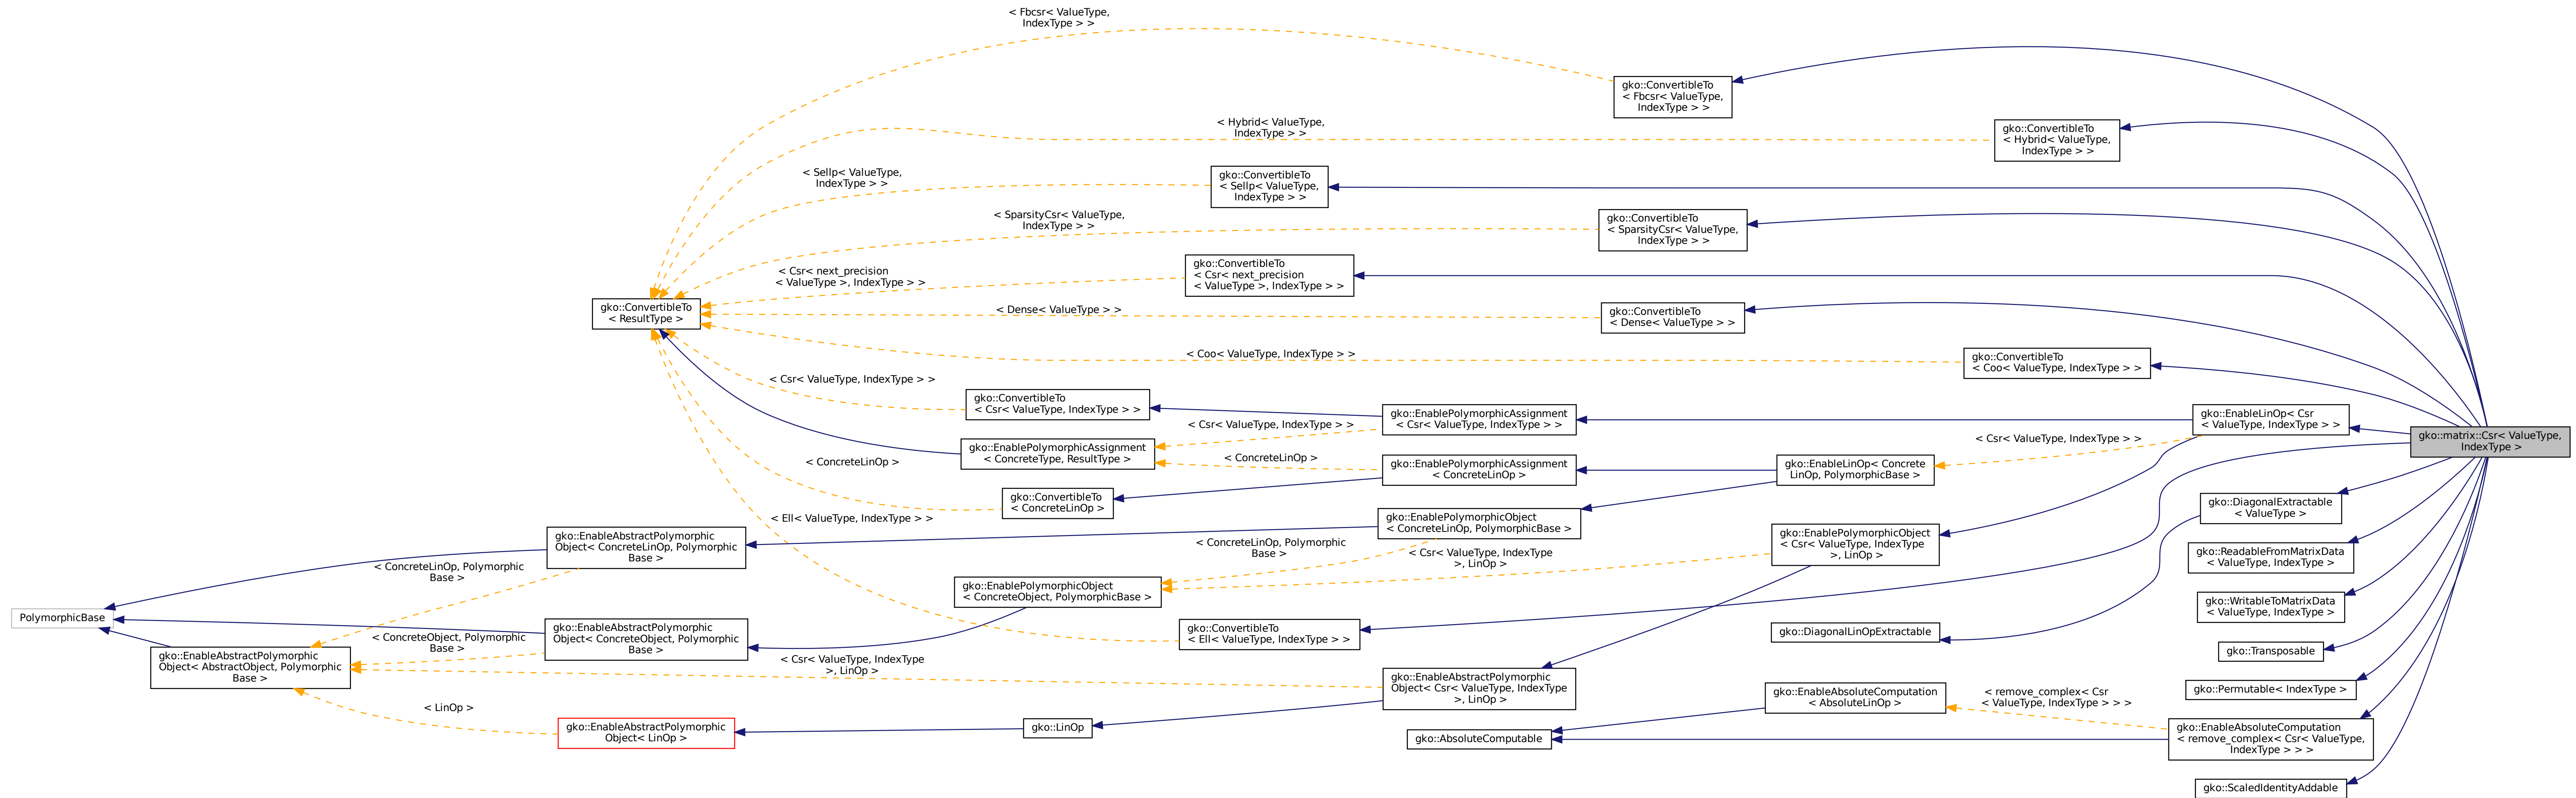 < Fbcsr< ValueType,
IndexType > >
gko::ConvertibleTo
< Fbcsr< ValueType,
IndexType > >
< Hybrid< ValueType,
IndexType > >
gko::ConvertibleTo
< Hybrid< ValueType,
IndexType > >
< Sellp< ValueType,
IndexType > >
gko::ConvertibleTo
< Sellp< ValueType,
IndexType > >
< SparsityCsr< ValueType,
IndexType > >
gko::ConvertibleTo
< SparsityCsr< ValueType,
IndexType > >
< Csr< next_precision
< ValueType >, IndexType > >
gko::ConvertibleTo
< Csr< next_precision
< ValueType >, IndexType > >
gko::ConvertibleTo
< ResultType >
< Dense< ValueType > >
gko::ConvertibleTo
< Dense< ValueType > >
< Coo< ValueType, IndexType > >
gko::ConvertibleTo
< Coo< ValueType, IndexType > >
< Csr< ValueType, IndexType > >
gko::ConvertibleTo
< Csr< ValueType, IndexType > >
gko::EnablePolymorphicAssignment
< Csr< ValueType, IndexType > >
gko::EnableLinOp< Csr
< ValueType, IndexType > >
gko::matrix::Csr< ValueType,
IndexType >
< Csr< ValueType, IndexType > >
gko::EnablePolymorphicAssignment
< ConcreteType, ResultType >
< Csr< ValueType, IndexType > >
< ConcreteLinOp >
< ConcreteLinOp >
gko::EnablePolymorphicAssignment
< ConcreteLinOp >
gko::EnableLinOp< Concrete
LinOp, PolymorphicBase >
gko::ConvertibleTo
< ConcreteLinOp >
gko::DiagonalExtractable
< ValueType >
< Ell< ValueType, IndexType > >
gko::EnablePolymorphicObject
< ConcreteLinOp, PolymorphicBase >
gko::EnableAbstractPolymorphic
Object< ConcreteLinOp, Polymorphic
Base >
< ConcreteLinOp, Polymorphic
Base >
< Csr< ValueType, IndexType
>, LinOp >
gko::EnablePolymorphicObject
< Csr< ValueType, IndexType
>, LinOp >
gko::ReadableFromMatrixData
< ValueType, IndexType >
< ConcreteLinOp, Polymorphic
Base >
gko::EnablePolymorphicObject
< ConcreteObject, PolymorphicBase >
gko::WritableToMatrixData
< ValueType, IndexType >
PolymorphicBase
< ConcreteObject, Polymorphic
Base >
gko::EnableAbstractPolymorphic
Object< ConcreteObject, Polymorphic
Base >
gko::ConvertibleTo
< Ell< ValueType, IndexType > >
gko::DiagonalLinOpExtractable
gko::Transposable
gko::EnableAbstractPolymorphic
Object< AbstractObject, Polymorphic
Base >
< Csr< ValueType, IndexType
>, LinOp >
gko::EnableAbstractPolymorphic
Object< Csr< ValueType, IndexType
>, LinOp >
gko::Permutable< IndexType >
gko::EnableAbsoluteComputation
< AbsoluteLinOp >
< remove_complex< Csr
< ValueType, IndexType > > >
< LinOp >
gko::EnableAbstractPolymorphic
Object< LinOp >
gko::LinOp
gko::AbsoluteComputable
gko::EnableAbsoluteComputation
< remove_complex< Csr< ValueType,
IndexType > > >
gko::ScaledIdentityAddable